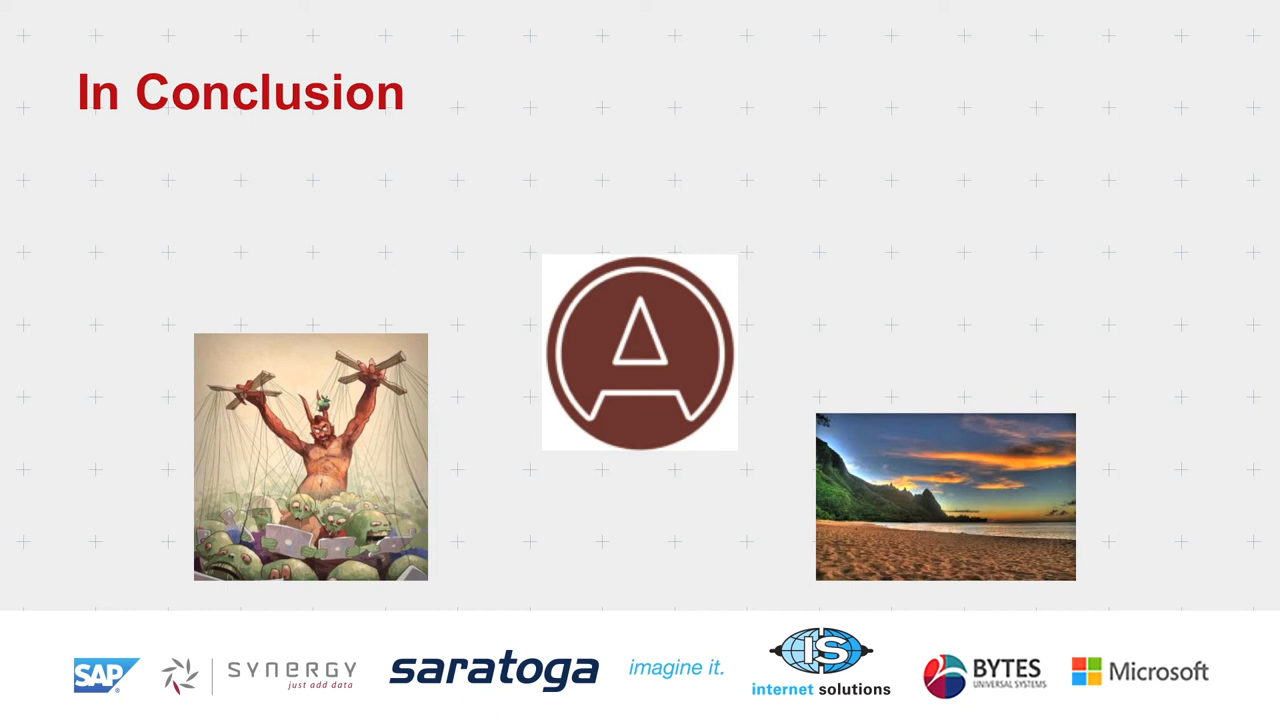 In Conclusion
A
SAP
SYNERGY
just add data
saratoga
imagine it.
IS
internet solutions
BYTES
UNIVERSAL SYSTEMS
Microsoft